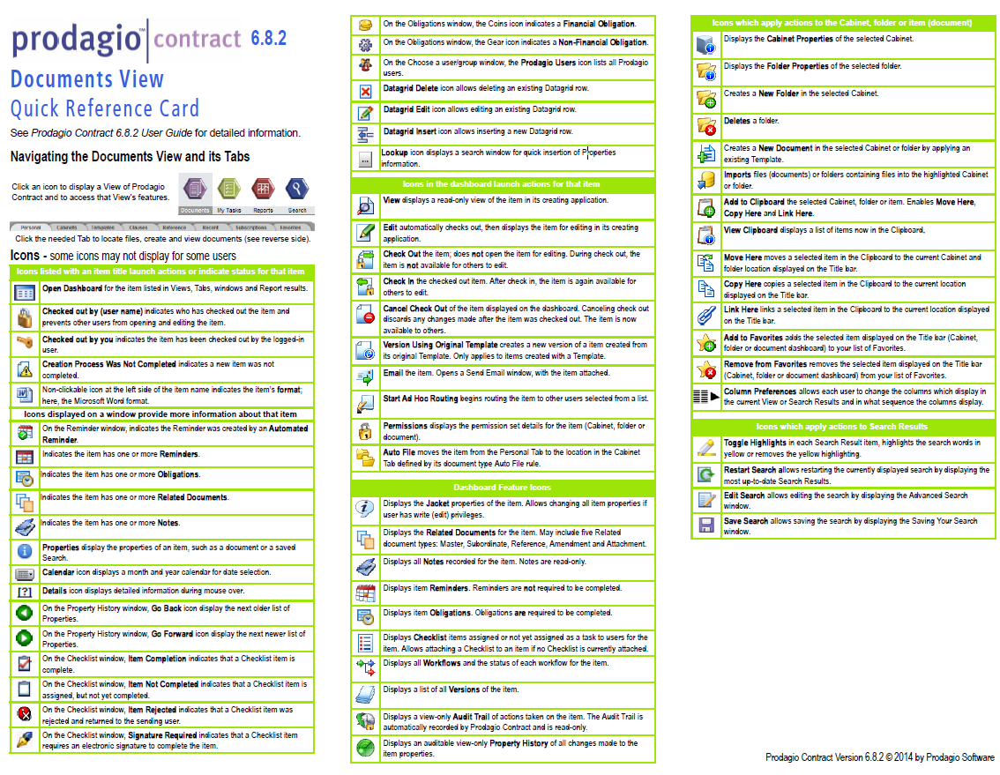 prodagio™ contract 6.8.2
Documents View
Quick Reference Card
See Prodagio Contract 6.8.2 User Guide for detailed information.
Navigating the Documents View and its Tabs
Click an icon to display a View of Prodagio
Contract and to access that View's features.
Documents My Tasks Reports Search
Personal Cabinets Templates Clauses Reference Recent Subscriptions Favorites
Click the needed Tab to locate files, create and view documents (see reverse side).
Icons - some icons may not display for some users
Icons listed with an item title launch actions or indicate status for that item
Open Dashboard for the item listed in Views, Tabs, windows and Report results.
Checked out by (user name) indicates who has checked out the item and
prevents other users from opening and editing the item.
Checked out by you indicates the item has been checked out by the logged-in
user.
Creation Process Was Not Completed indicates a new item was not
completed.
Non-clickable icon at the left side of the item name indicates the item's format;
here, the Microsoft Word format.
Icons displayed on a window provide more information about that item
On the Reminder window, indicates the Reminder was created by an Automated
Reminder.
Indicates the item has one or more Reminders.
Indicates the item has one or more Obligations.
Indicates the item has one or more Related Documents.
Indicates the item has one or more Notes.
Properties display the properties of an item, such as a document or a saved
Search.
Calendar icon display a month and year calendar for date selection.
[?] Details icon displays detailed information during mouse over.
On the Property History window, Go Back icon display the next older list of
Properties.
On the Property History window, Go Forward icon display the next newer list of
Properties.
On the Checklist window, Item Completion indicates that a Checklist item is
complete.
On the Checklist window, Item Not Completed indicates that a Checklist item is
assigned, but not yet completed.
On the Checklist window, Item Rejected indicates that a Checklist item was
rejected and returned to the sending user.
On the Checklist window, Signature Required indicates that a Checklist item
requires an electronic signature to complete the item.
On the Obligations window, the Coins icon indicates a Financial Obligation.
On the Obligations window, the Gear icon indicates a Non-Financial Obligation.
On the Choose a user/group window, the Prodagio Users icon lists all Prodagio
users.
Datagrid Delete icon allows deleting an existing Datagrid row.
Datagrid Edit icon allows editing an existing Datagrid row.
Datagrid Insert icon allows inserting a new Datagrid row.
... Lookup icon displays a search window for quick insertion of Properties
information.
Icons in the dashboard launch actions for that item
View displays a read-only view of the item in its creating application.
Edit automatically checks out, then displays the item for editing in its creating
application.
Check Out the item; does not open the item for editing. During check out, the
item is not available for others to edit.
Check In the checked out item. After check in, the item is again available for
others to edit.
Cancel Check Out of the item displayed on the dashboard. Canceling check out
discards any changes made after the item was checked out. The item is now
available to others.
Version Using Original Template creates a new version of a item created from
its original Template. Only applies to items created with a Template.
Email the item. Opens a Send Email window, with the item attached.
Start Ad Hoc Routing begins routing the item to other users selected from a list.
Permissions displays the permission set details for the item (Cabinet, folder or
document).
Auto File moves the item from the Personal Tab to the location in the Cabinet
Tab defined by its document type Auto File rule.
Dashboard Feature Icons
Displays the Jacket properties of the item. Allows changing all item properties if
user has write (edit) privileges.
Displays the Related Documents for the item. May include five Related
document types: Master, Subordinate, Reference, Amendment and Attachment.
Displays all Notes recorded for the item. Notes are read-only.
Displays item Reminders. Reminders are not required to be completed.
Displays item Obligations. Obligations are required to be completed.
Displays Checklist items assigned or not yet assigned as a task to users for the
item. Allows attaching a Checklist to an item if no Checklist is currently attached.
Displays all Workflows and the status of each workflow for the item.
Displays a list of all Versions of the item.
Displays a view-only Audit Trail of actions taken on the item. The Audit Trail is
automatically recorded by Prodagio Contract and is read-only.
Displays an auditable view-only Property History of all changes made to the
item properties.
Icons which apply actions to the Cabinet, folder or item (document)
Displays the Cabinet Properties of the selected Cabinet.
Displays the Folder Properties of the selected folder.
Creates a New Folder in the selected Cabinet.
Deletes a folder.
Creates a New Document in the selected Cabinet or folder by applying an
existing Template.
Imports files (documents) or folders containing files into the highlighted Cabinet
or folder.
Add to Clipboard the selected Cabinet, folder or item. Enables Move Here,
Copy Here and Link Here.
View Clipboard displays a list of items now in the Clipboard.
Move Here moves a selected item in the Clipboard to the current Cabinet and
folder location displayed on the Title bar.
Copy Here copies a selected item in the Clipboard to the current location
displayed on the Title bar.
Link Here links a selected item in the Clipboard to the current location displayed
on the Title bar.
Add to Favorites adds the selected item displayed on the Title bar (Cabinet,
folder or document dashboard) to your list of Favorites.
Remove from Favorites removes the selected item displayed on the Title bar
(Cabinet, folder or document dashboard) from your list of Favorites.
Column Preferences allows each user to change the columns which display in
the current View or Search Results and in what sequence the columns display.
Icons which apply actions to Search Results
Toggle Highlights in each Search Result item, highlights the search words in
yellow or removes the yellow highlighting.
Restart Search allows restarting the currently displayed search by displaying the
most up-to-date Search Results.
Edit Search allows editing the search by displaying the Advanced Search
window.
Save Search allows saving the search by displaying the Saving Your Search
window.
Prodagio Contract Version 6.8.2 © 2014 by Prodagio Software